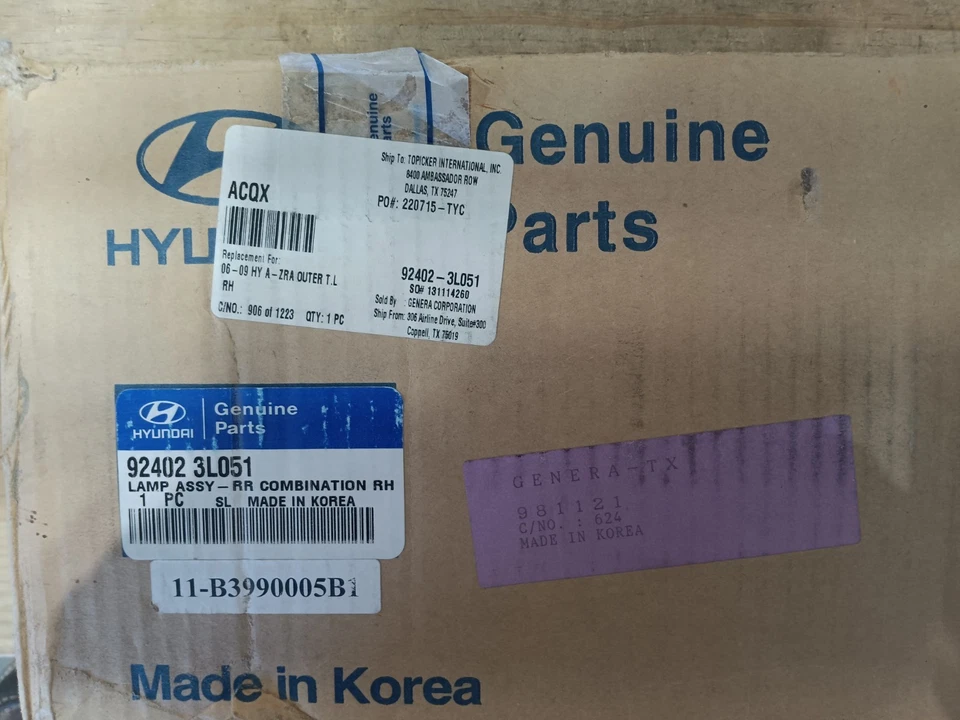 Genuine
Parts
HYU
enuine
arts
Ship To: TOPICKER INTERNATIONAL, INC.
8400 AMBASSADOR ROW
DALLAS, TX 75247
PO#: 220715-TYC
ACQX
Replacement For:
06-09 HY A-ZRA OUTER T.L
RH
C/NO.: 906 of 1223 QTY: 1 PC
92402-3L051
SO# 131114260
Sold By : GENERA CORPORATION
Ship From: 306 Airline Drive, Suite#300
Coppell, TX 75019
HYUNDAI
Genuine
Parts
92402 3L051
LAMP ASSY-RR COMBINATION RH
1 PC SL MADE IN KOREA
11-B3990005B1
GENERA-TX
981121
C/NO. : 624
MADE IN KOREA
Made in Korea